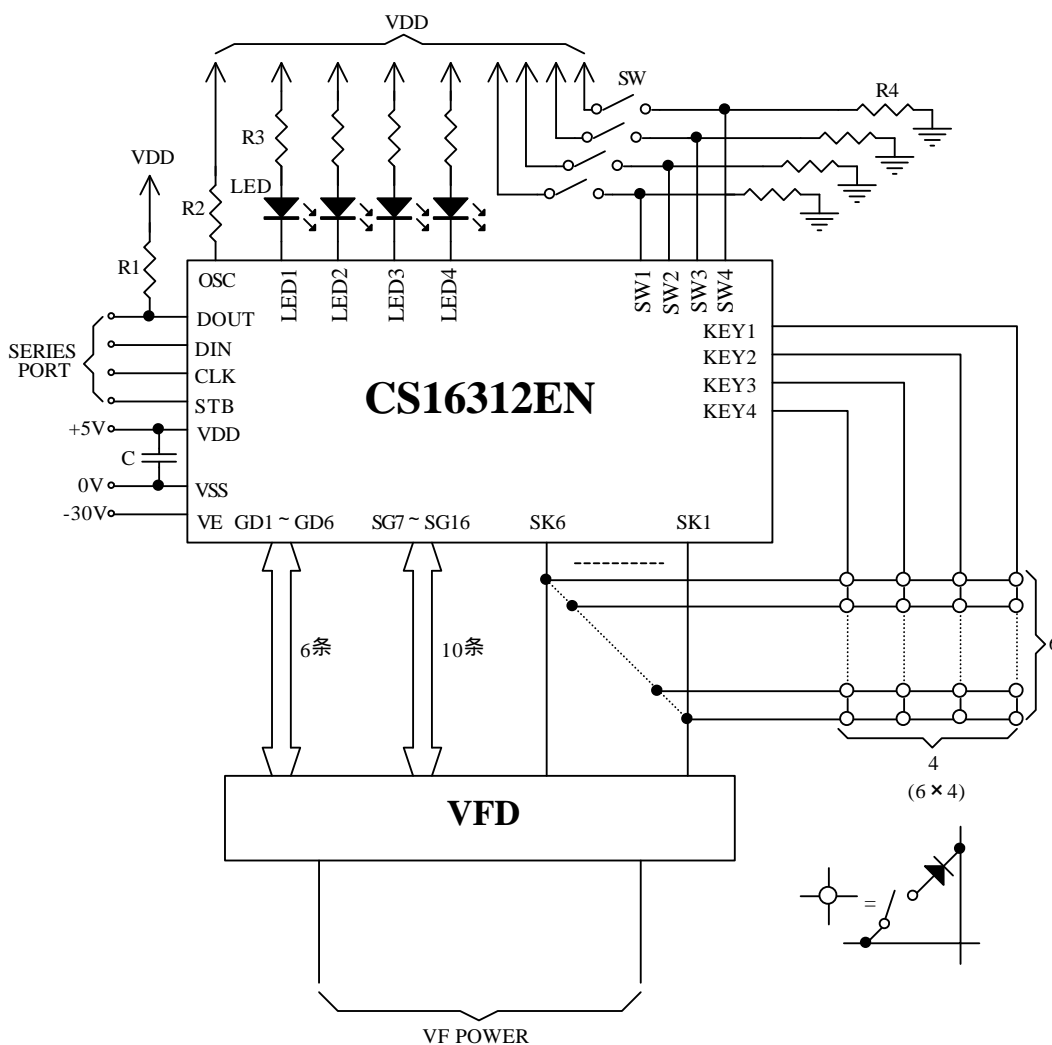 VDD
SW
R4
R3
VDD
LED
R2
R1
OSC
LED1
LED2
LED3
LED4
SW1
SW2
SW3
SW4
DOUT
KEY1
DIN
KEY2
SERIES
PORT
CLK
KEY3
STB
KEY4
CS16312EN
+5V
VDD
C
0V
VSS
-30V
VE
GD1~GD6
SG7~SG16
SK6
SK1
6条
10条
4
(6×4)
VFD
=
VF POWER